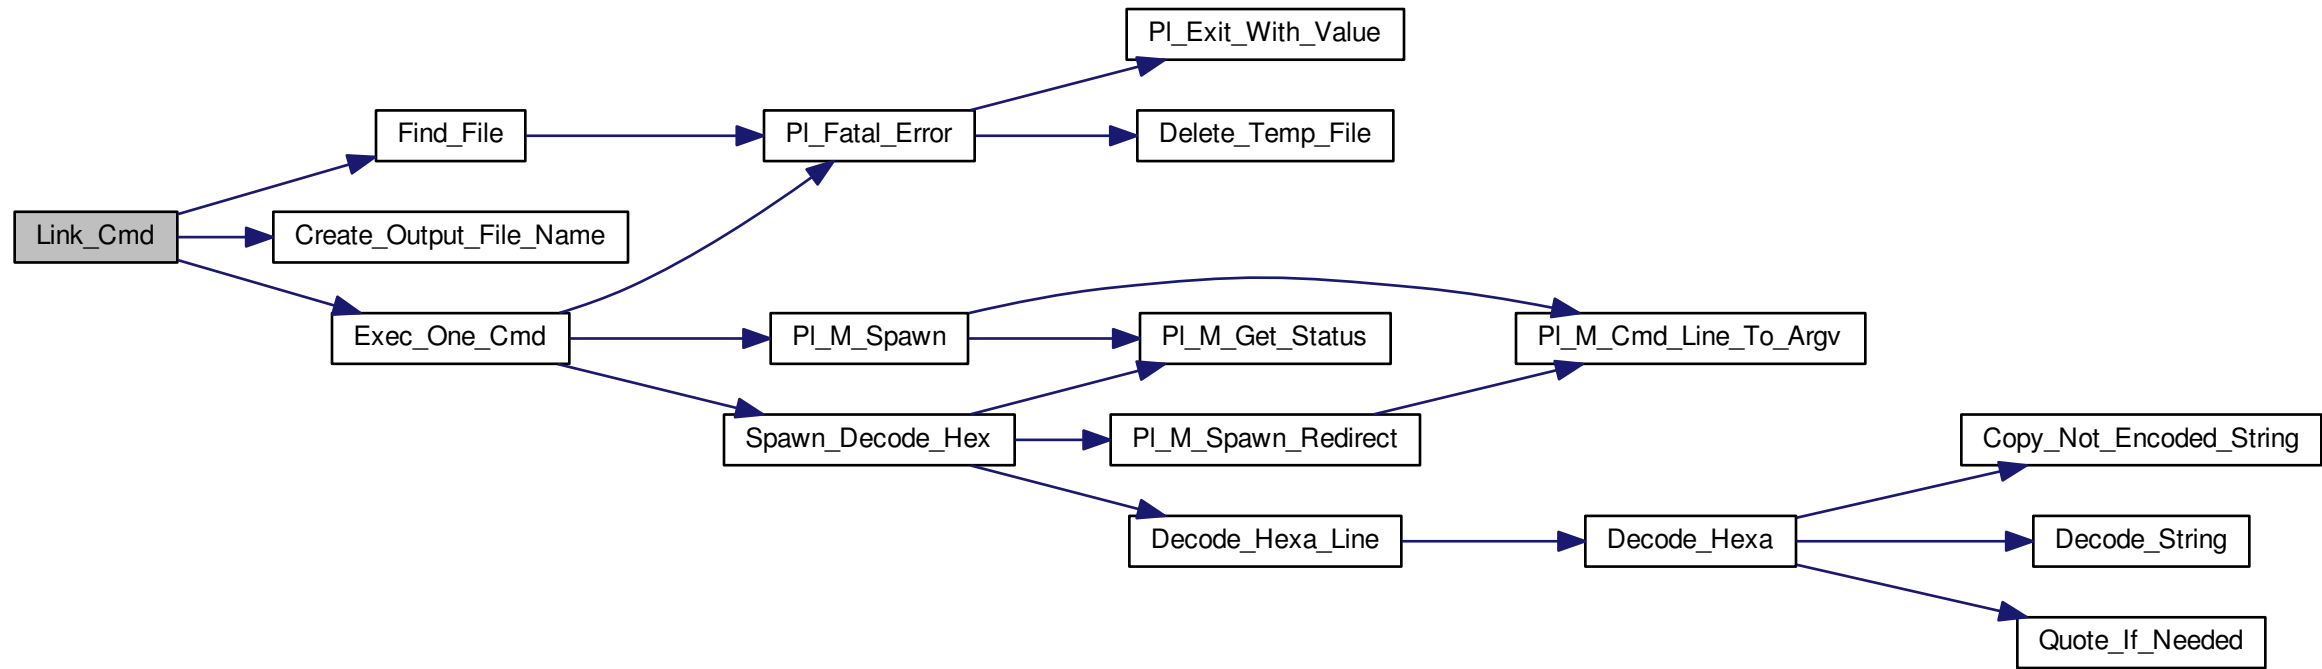 Pl_Exit_With_Value
Find_File
Pl_Fatal_Error
Delete_Temp_File
Link_Cmd
Create_Output_File_Name
Exec_One_Cmd
Pl_M_Spawn
Pl_M_Get_Status
Pl_M_Cmd_Line_To_Argv
Spawn_Decode_Hex
Pl_M_Spawn_Redirect
Copy_Not_Encoded_String
Decode_Hexa_Line
Decode_Hexa
Decode_String
Quote_If_Needed